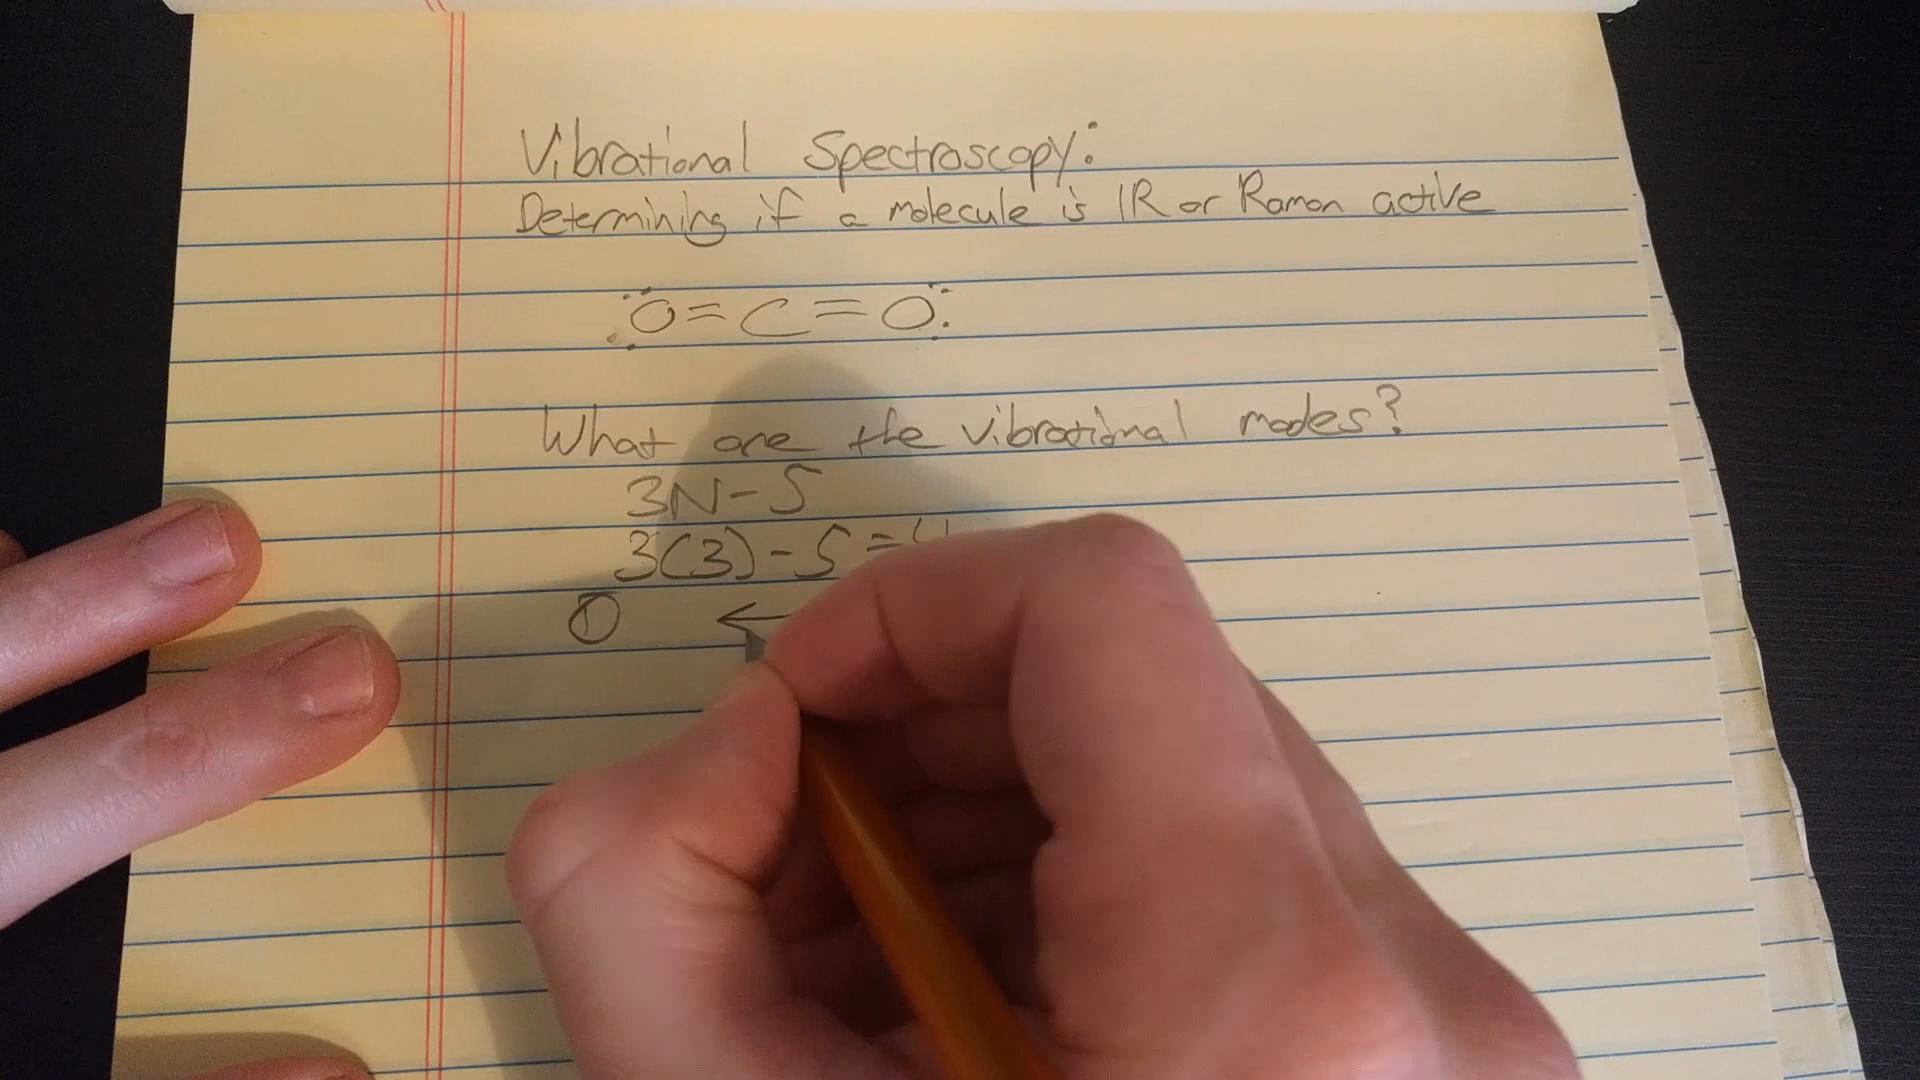 Vibrational Spectroscopy:
Determining if a molecule is IR or Raman active
:Ö=C=Ö:
What are the vibrational modes?
3N-5
3(3)-5=4
① ←